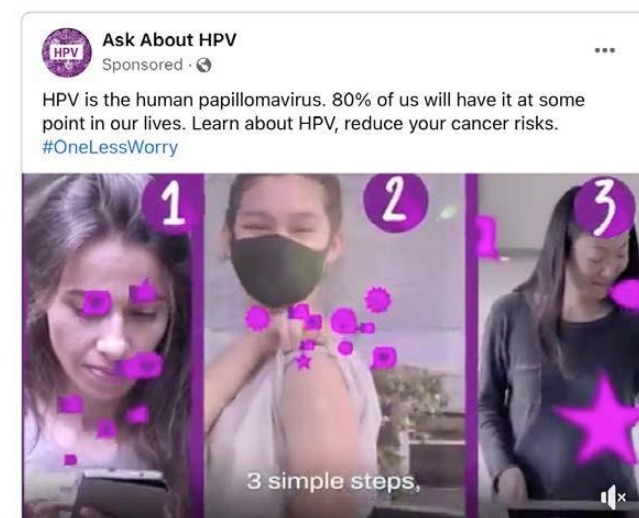 HPV
Ask About HPV
Sponsored ·
HPV is the human papillomavirus. 80% of us will have it at some
point in our lives. Learn about HPV, reduce your cancer risks.
#OneLessWorry
1
2
3
3 simple steps,